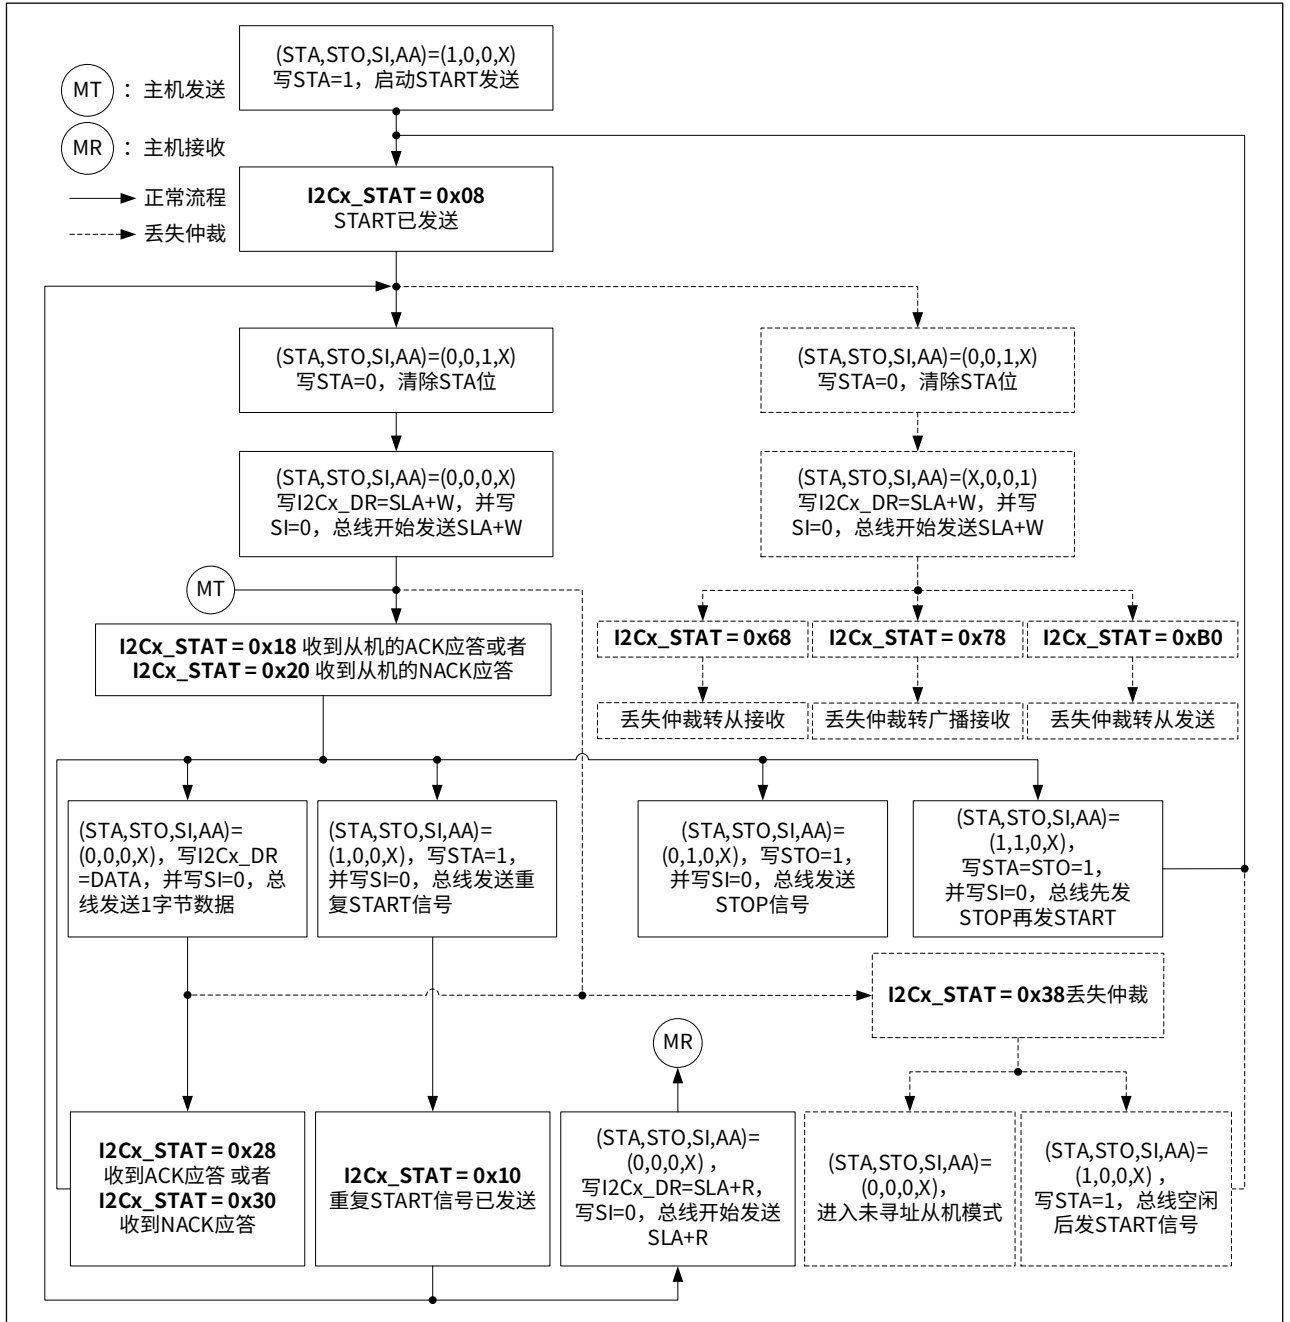 (STA,STO,SI,AA)=(1,0,0,X)
写STA=1，启动START发送
MT ：主机发送
MR ：主机接收
正常流程
丢失仲裁
I2Cx_STAT = 0x08
START已发送
(STA,STO,SI,AA)=(0,0,1,X)
写STA=0，清除STA位
(STA,STO,SI,AA)=(0,0,1,X)
写STA=0，清除STA位
(STA,STO,SI,AA)=(0,0,0,X)
写I2Cx_DR=SLA+W，并写
SI=0，总线开始发送SLA+W
(STA,STO,SI,AA)=(X,0,0,1)
写I2Cx_DR=SLA+W，并写
SI=0，总线开始发送SLA+W
MT
I2Cx_STAT = 0x18 收到从机的ACK应答或者
I2Cx_STAT = 0x20 收到从机的NACK应答
I2Cx_STAT = 0x68
I2Cx_STAT = 0x78
I2Cx_STAT = 0xB0
丢失仲裁转从接收
丢失仲裁转广播接收
丢失仲裁转从发送
(STA,STO,SI,AA)=
(0,0,0,X)，写I2Cx_DR
=DATA，并写SI=0，总
线发送1字节数据
(STA,STO,SI,AA)=
(1,0,0,X)，写STA=1，
并写SI=0，总线发送重
复START信号
(STA,STO,SI,AA)=
(0,1,0,X)，写STO=1，
并写SI=0，总线发送
STOP信号
(STA,STO,SI,AA)=
(1,1,0,X)，
写STA=STO=1，
并写SI=0，总线先发
STOP再发START
I2Cx_STAT = 0x38丢失仲裁
MR
I2Cx_STAT = 0x28
收到ACK应答 或者
I2Cx_STAT = 0x30
收到NACK应答
I2Cx_STAT = 0x10
重复START信号已发送
(STA,STO,SI,AA)=
(0,0,0,X)，
写I2Cx_DR=SLA+R，
写SI=0，总线开始发送
SLA+R
(STA,STO,SI,AA)=
(0,0,0,X)，
进入未寻址从机模式
(STA,STO,SI,AA)=
(1,0,0,X)，
写STA=1，总线空闲
后发START信号